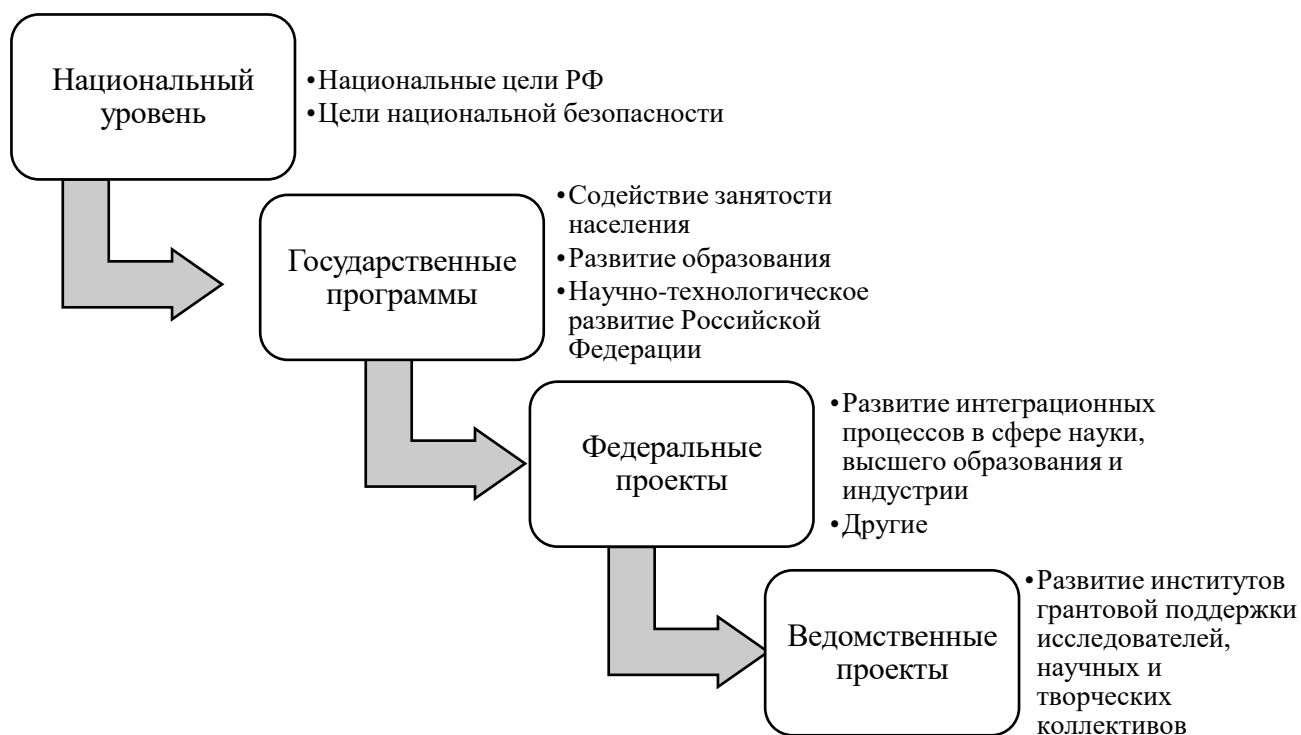 Национальный
уровень
•Национальные цели РФ
•Цели национальной безопасности
Государственные
программы
•Содействие занятости
населения
•Развитие образования
•Научно-технологическое
развитие Российской
Федерации
Федеральные
проекты
•Развитие интеграционных
процессов в сфере науки,
высшего образования и
индустрии
•Другие
Ведомственные
проекты
•Развитие институтов
грантовой поддержки
исследователей,
научных и
творческих
коллективов